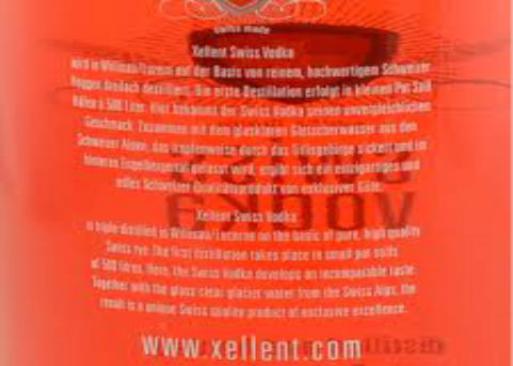 swiss made
Xellent Swiss Vodka
wird in Willisau/Luzern auf der Basis von reinem, hochwertigem Schweizer
Roggen dreifach destilliert. Die erste Destillation erfolgt in kleinen Pot Still
Häfen à 500 Liter. Hier bekommt der Swiss Vodka seinen unvergleichlichen
Geschmack. Zusammen mit dem glasklaren Gletscherwasser aus den
Schweizer Alpen, das tropfenweise durch das Gebirge sickert und im
hinteren Engelbergertal gefasst wird, ergibt sich ein einzigartiges und
edles Schweizer Qualitätsprodukt von exklusiver Güte.
Xellent Swiss Vodka
is triple-distilled in Willisau/Lucerne on the basis of pure, high quality
Swiss rye. The first distillation takes place in small pot stills
of 500 litres. Here, the Swiss Vodka develops an incomparable taste.
Together with the glass clear glacier water from the Swiss Alps, the
result is a unique Swiss quality product of exclusive excellence.
www.xellent.com
SWISS
VODKA